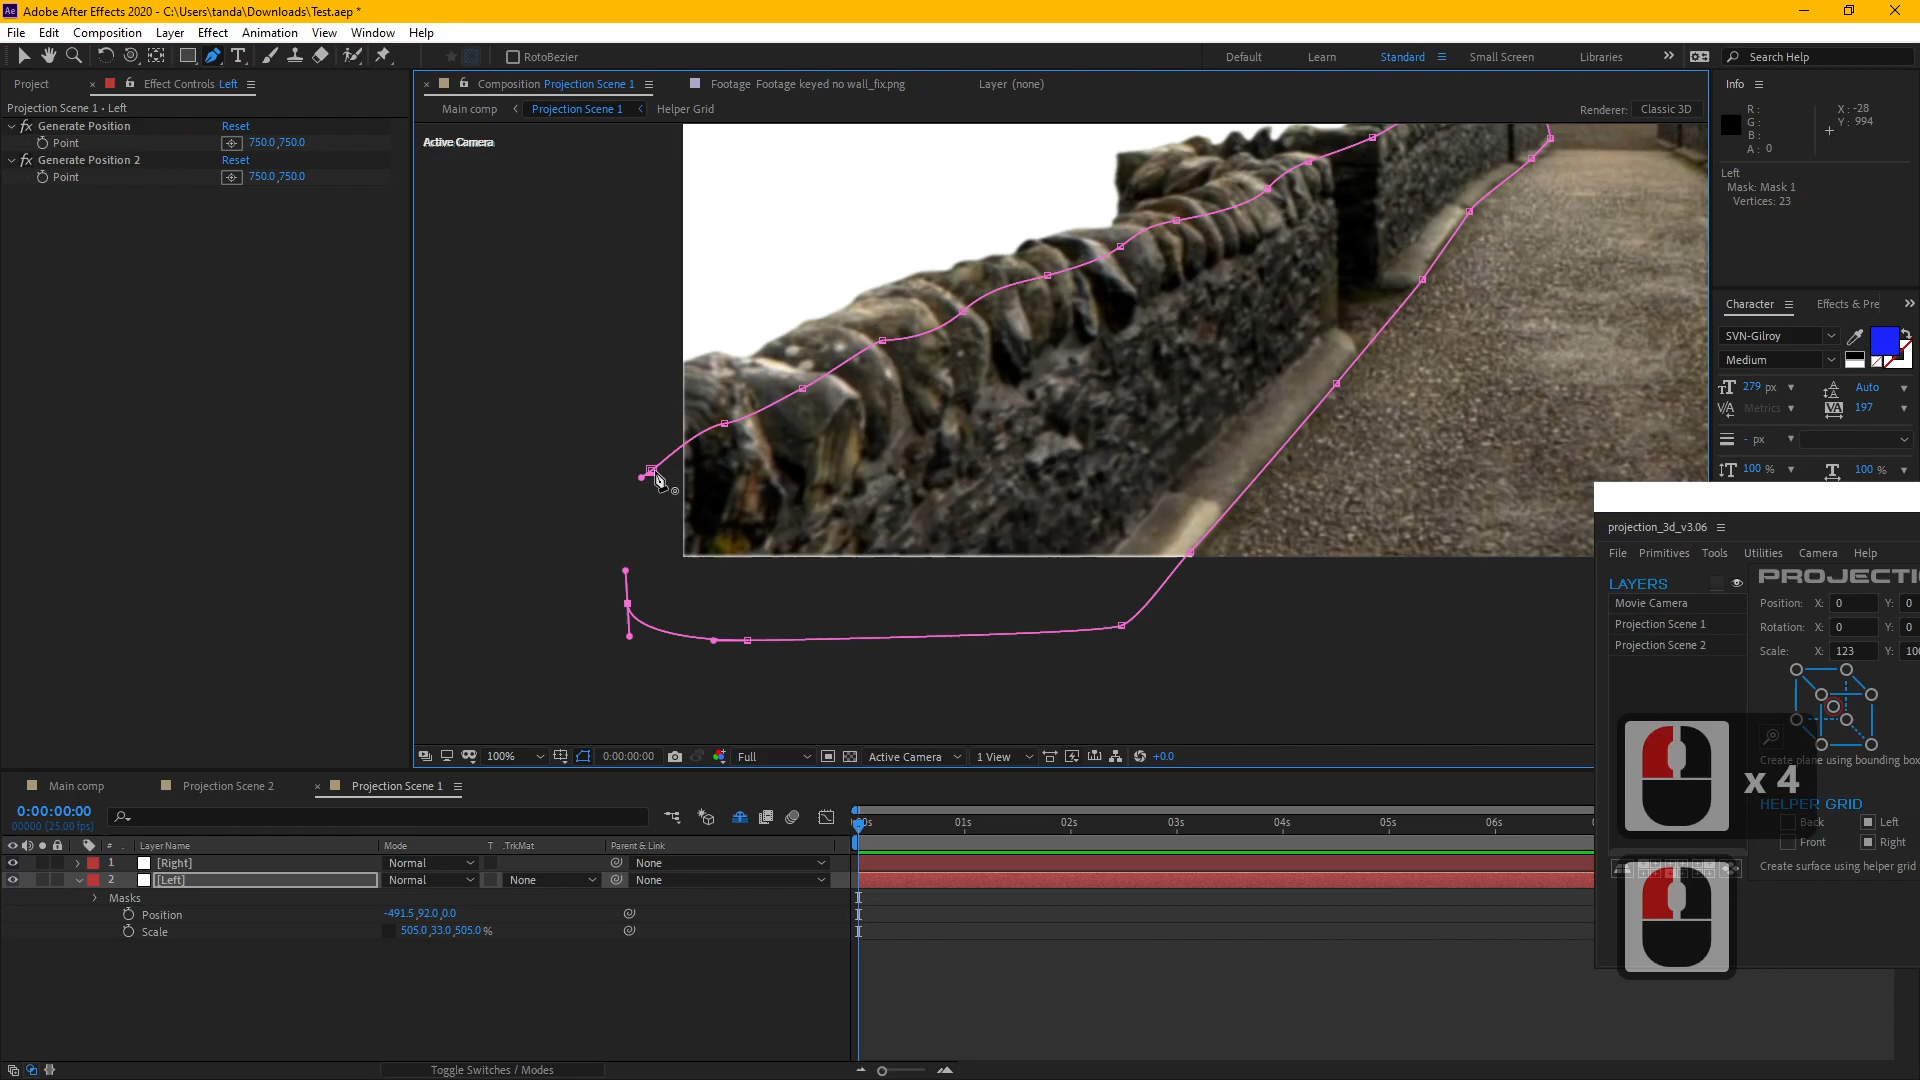 Adobe After Effects 2020 - C:\Users\tanda\Downloads\Test.aep *
File Edit Composition Layer Effect Animation View Window Help
RotoBezier
Default Learn Standard Small Screen Libraries Search Help
Project Effect Controls Left
Composition Projection Scene 1 Footage Footage keyed no wall_fix.png Layer (none)
Info
Projection Scene 1 • Left
Main comp Projection Scene 1 Helper Grid
Renderer: Classic 3D
R :
G :
B :
A : 0
X : -28
Y : 994
fx Generate Position Reset
Point 750.0,750.0
fx Generate Position 2 Reset
Point 750.0,750.0
Active Camera
Left
Mask: Mask 1
Vertices: 23
Character Effects & Pre
SVN-Gilroy
Medium
279 px Auto
Metrics 197
- px
100 % 100 %
projection_3d_v3.06
File Primitives Tools Utilities Camera Help
LAYERS
PROJECTI
Movie Camera
Projection Scene 1
Projection Scene 2
Position: X: 0 Y: 0
Rotation: X: 0 Y: 0
Scale: X: 123 Y: 100
Create plane using bounding box
x 4
HELPER GRID
Back Left
Front Right
Create surface using helper grid
100% 0:00:00:00 Full Active Camera 1 View +0.0
Main comp Projection Scene 2 Projection Scene 1
0:00:00:00
00000 (25.00 fps)
00s 01s 02s 03s 04s 05s 06s
# Layer Name Mode T .TrkMat Parent & Link
1 [Right] Normal None
2 [Left] Normal None None
Masks
Position -491.5,92.0,0.0
Scale 505.0,33.0,505.0 %
Toggle Switches / Modes